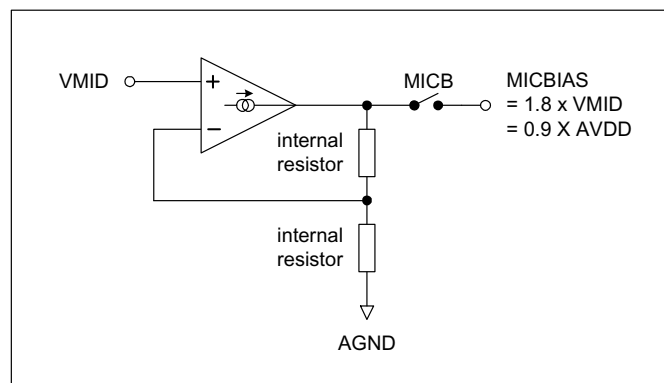 VMID
+
−
MICB
MICBIAS
= 1.8 x VMID
= 0.9 X AVDD
internal
resistor
internal
resistor
AGND